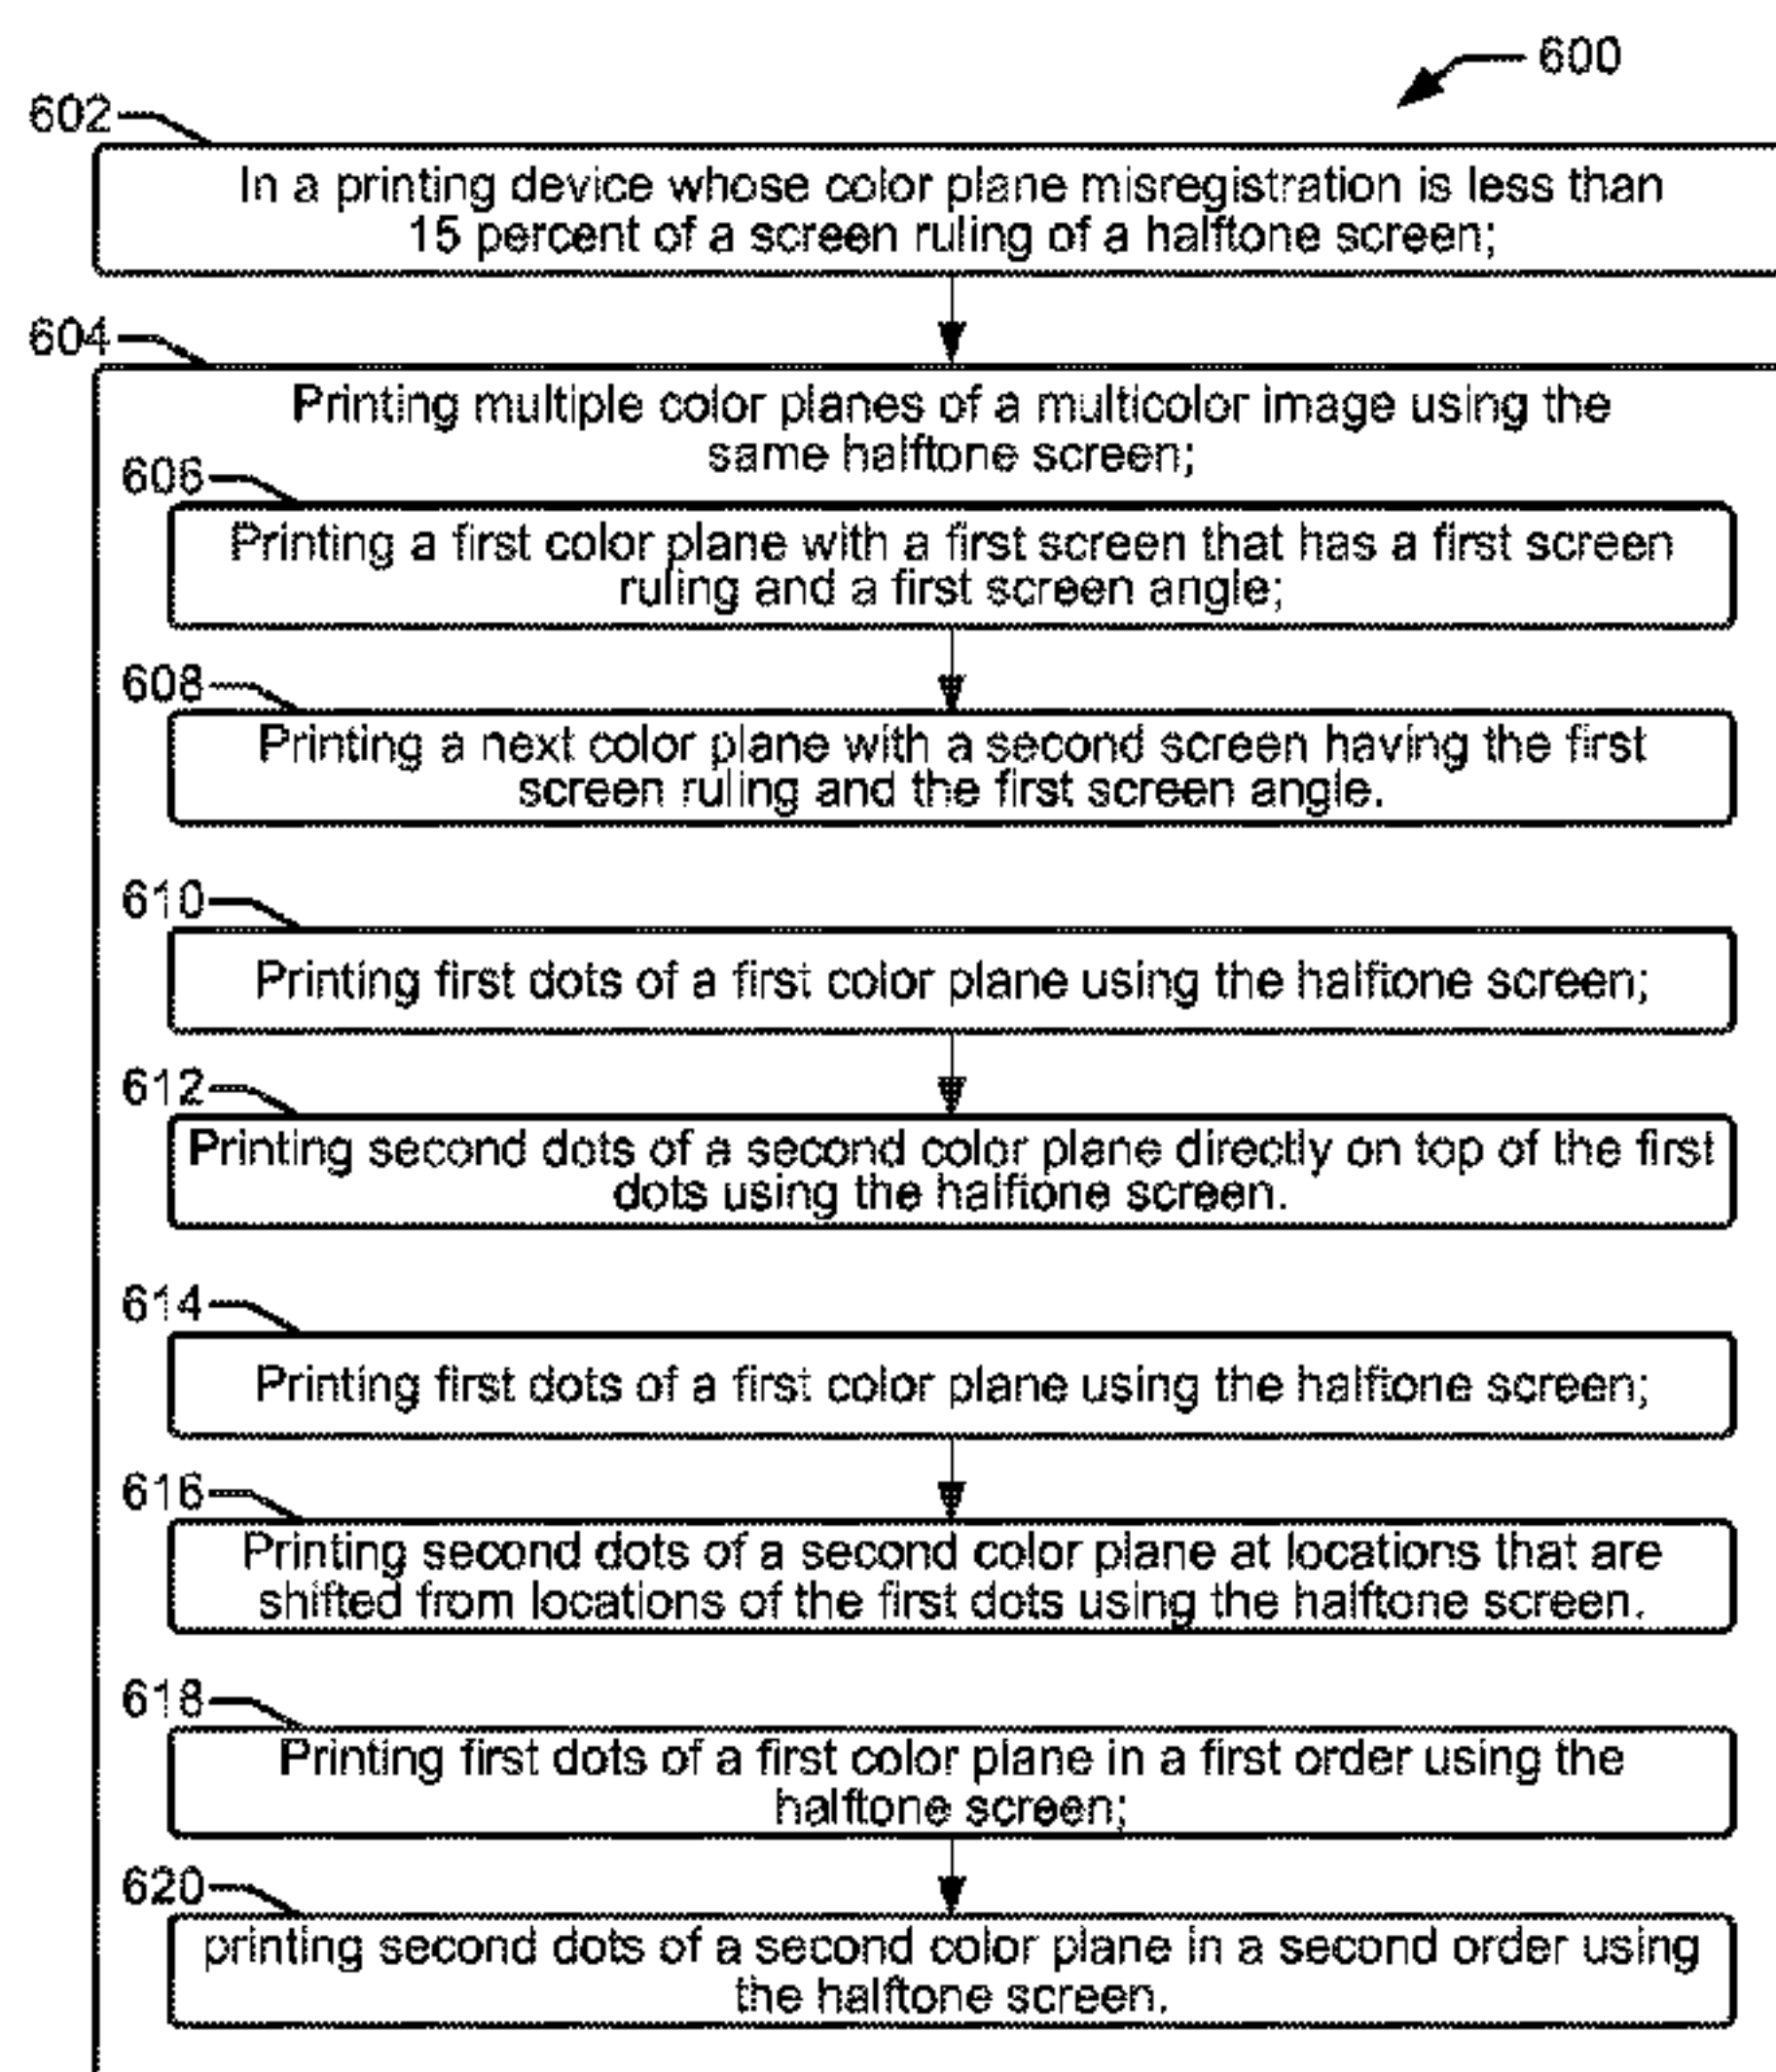 600
602
In a printing device whose color plane misregistration is less than
15 percent of a screen ruling of a halftone screen;
604
Printing multiple color planes of a multicolor image using the
same halftone screen;
606
Printing a first color plane with a first screen that has a first screen
ruling and a first screen angle;
608
Printing a next color plane with a second screen having the first
screen ruling and the first screen angle.
610
Printing first dots of a first color plane using the halftone screen;
612
Printing second dots of a second color plane directly on top of the first
dots using the halftone screen.
614
Printing first dots of a first color plane using the halftone screen;
616
Printing second dots of a second color plane at locations that are
shifted from locations of the first dots using the halftone screen.
618
Printing first dots of a first color plane in a first order using the
halftone screen;
620
printing second dots of a second color plane in a second order using
the halftone screen.